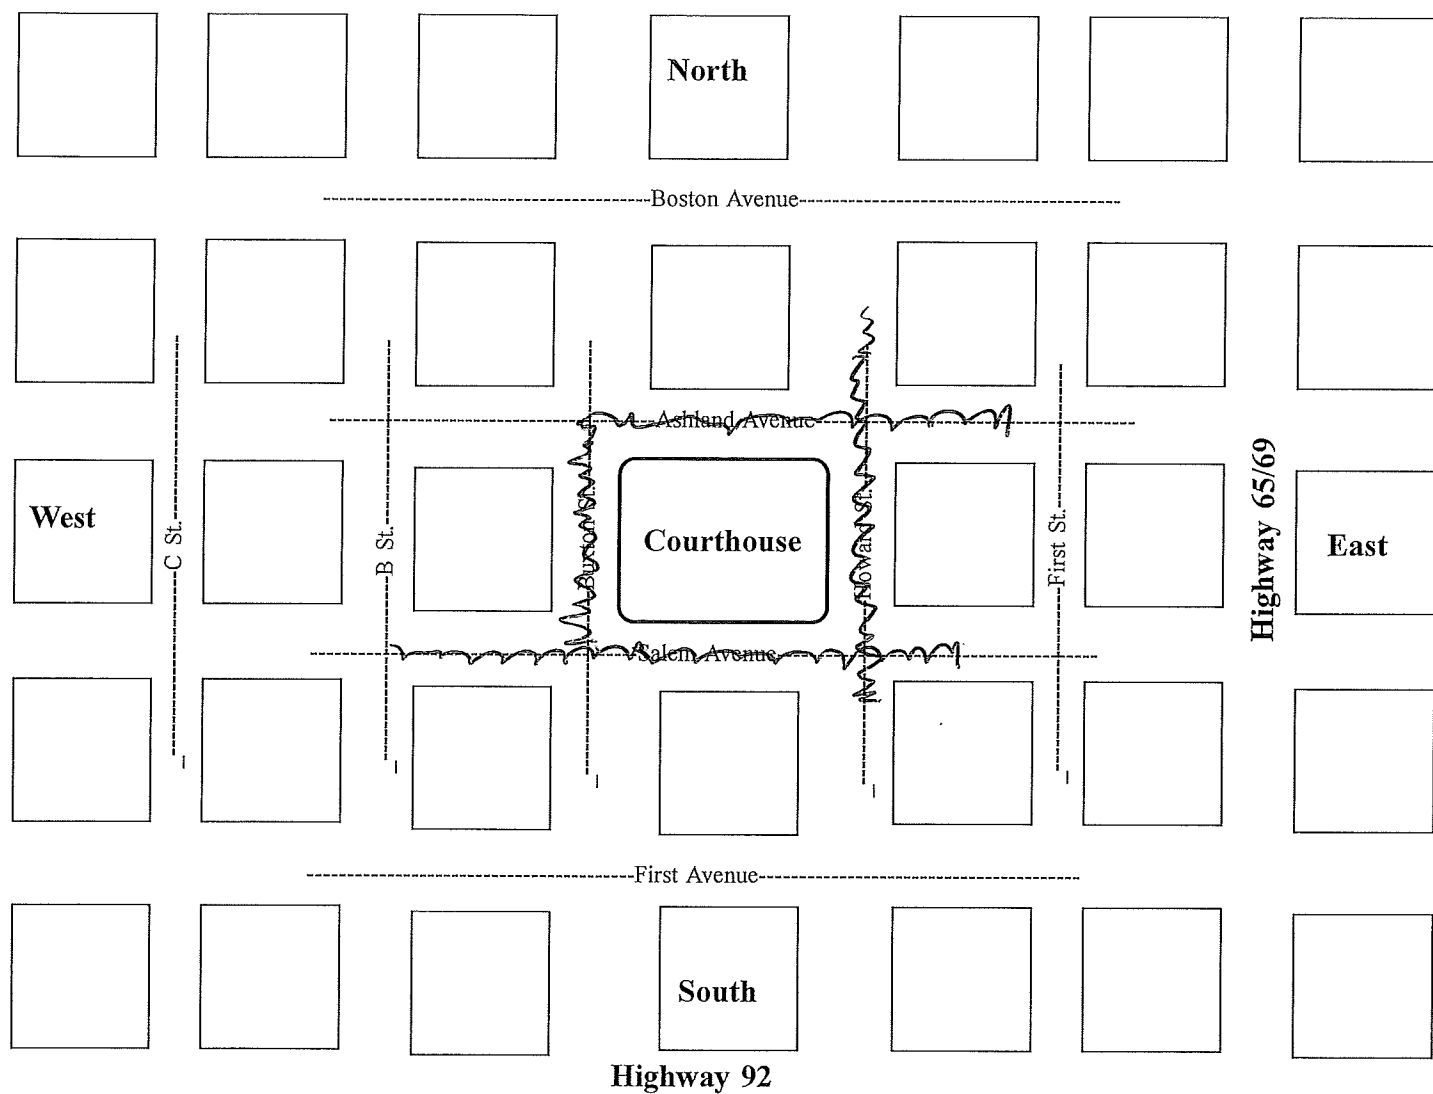 North
Boston Avenue
Ashland Avenue
West
C St.
B St.
Buxton St.
Courthouse
Howard St.
First St.
Highway 65/69
East
Salem Avenue
First Avenue
South
Highway 92